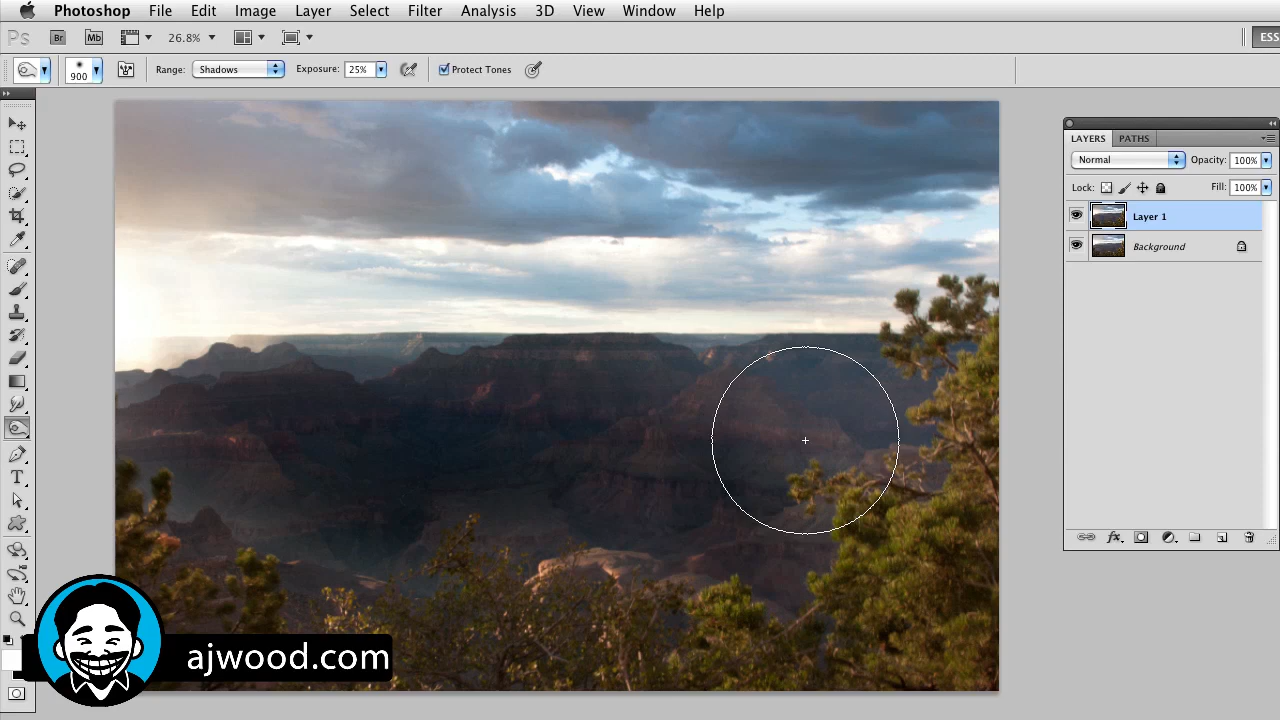 Photoshop File Edit Image Layer Select Filter Analysis 3D View Window Help
Ps Br Mb 26.8% ESS
900 Range: Shadows Exposure: 25% Protect Tones
LAYERS PATHS
Normal Opacity: 100%
Lock: Fill: 100%
Layer 1
Background
fx
T
ajwood.com